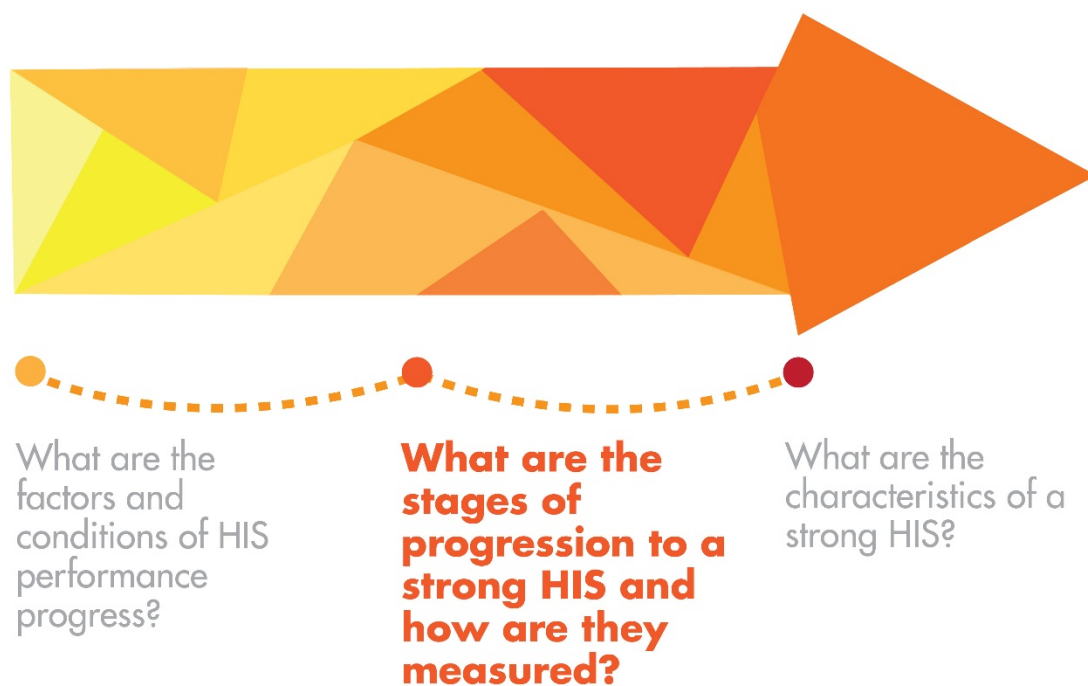 What are the
factors and
conditions of HIS
performance
progress?
What are the
stages of
progression to a
strong HIS and
how are they
measured?
What are the
characteristics of a
strong HIS?